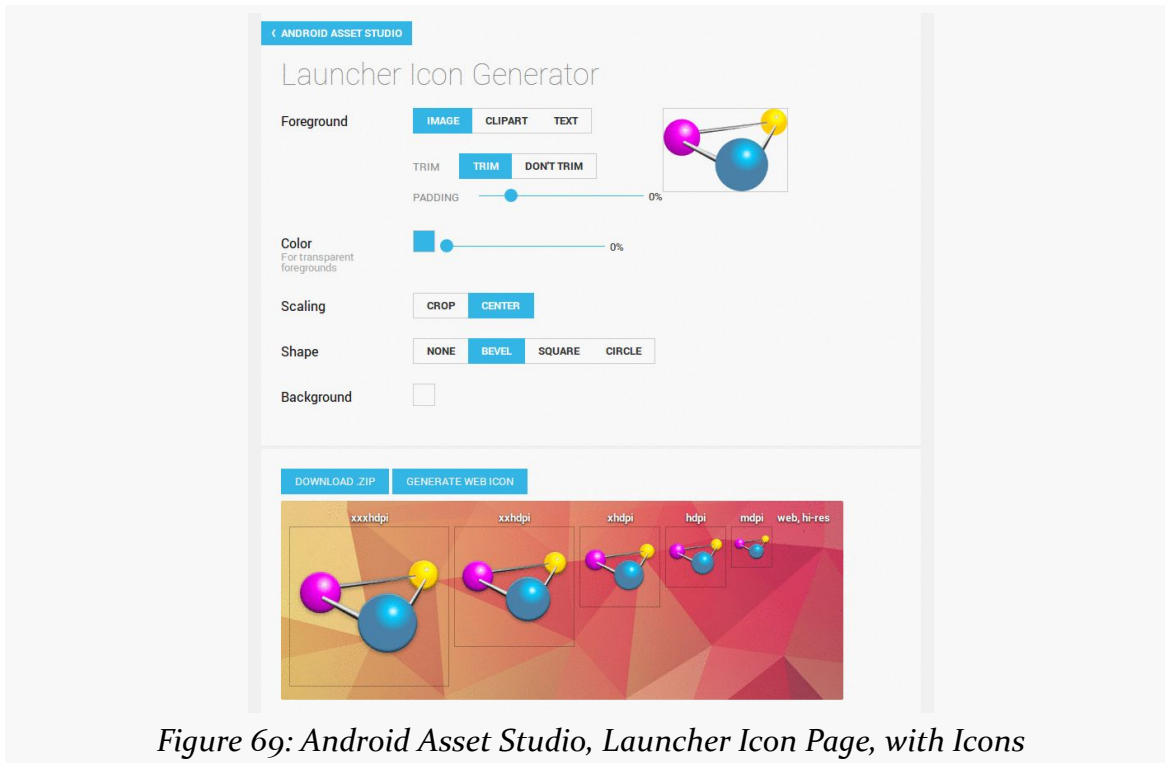 ‹ ANDROID ASSET STUDIO
Launcher Icon Generator
Foreground IMAGE CLIPART TEXT
TRIM TRIM DON'T TRIM
PADDING 0%
Color 0%
For transparent
foregrounds
Scaling CROP CENTER
Shape NONE BEVEL SQUARE CIRCLE
Background
DOWNLOAD .ZIP GENERATE WEB ICON
xxxhdpi xxhdpi xhdpi hdpi mdpi web, hi-res
Figure 69: Android Asset Studio, Launcher Icon Page, with Icons